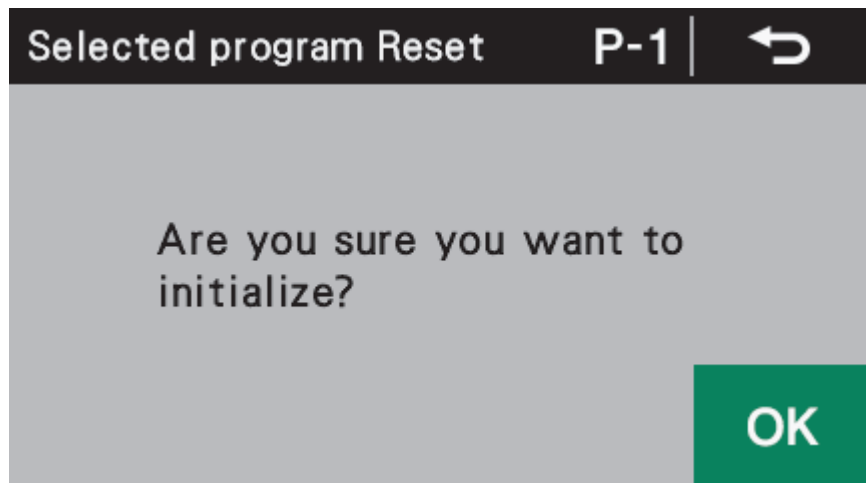 Selected program Reset P-1
Are you sure you want to
initialize?
OK